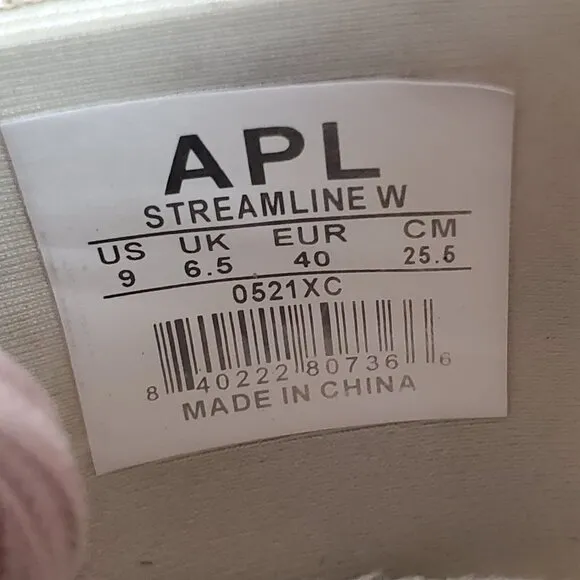 APL
STREAMLINE W
US UK EUR CM
9 6.5 40 25.5
0521XC
8 40222 80736 6
MADE IN CHINA